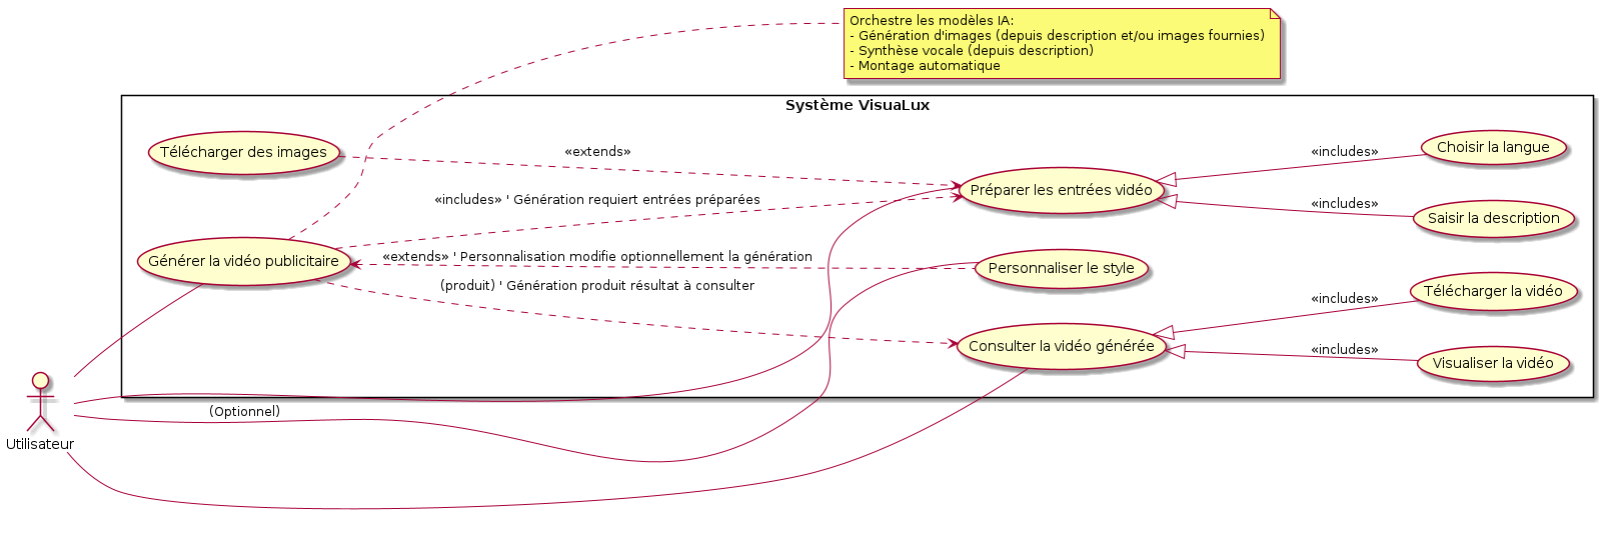 Orchestre les modèles IA:
- Génération d'images (depuis description et/ou images fournies)
- Synthèse vocale (depuis description)
- Montage automatique
Système VisuaLux
Télécharger des images
«extends»
Préparer les entrées vidéo
«includes»
Choisir la langue
«includes» ' Génération requiert entrées préparées
«includes»
Saisir la description
Générer la vidéo publicitaire
«extends» ' Personnalisation modifie optionnellement la génération
Personnaliser le style
(produit) ' Génération produit résultat à consulter
«includes»
Télécharger la vidéo
Consulter la vidéo générée
«includes»
Visualiser la vidéo
(Optionnel)
Utilisateur